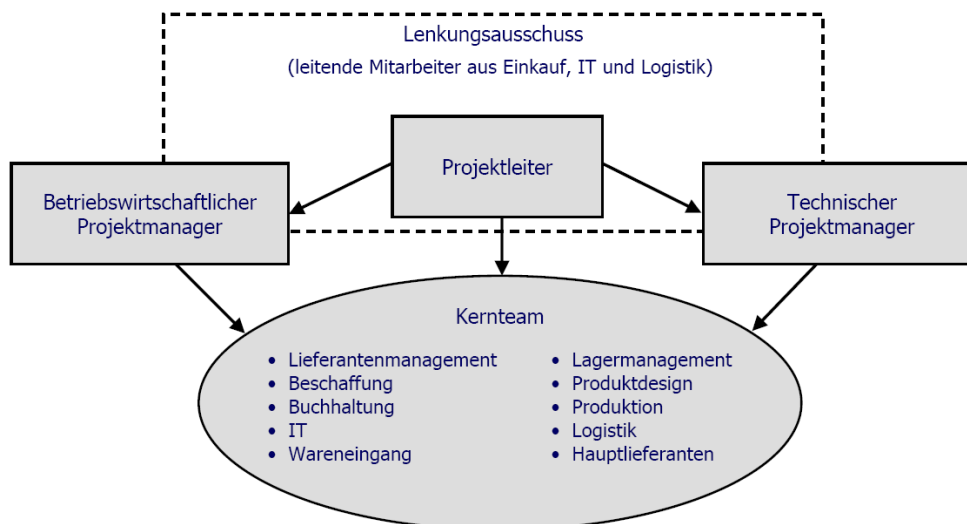 Lenkungsausschuss
(leitende Mitarbeiter aus Einkauf, IT und Logistik)
Projektleiter
Betriebswirtschaftlicher
Projektmanager
Technischer
Projektmanager
Kernteam
• Lieferantenmanagement
• Beschaffung
• Buchhaltung
• IT
• Wareneingang
• Lagermanagement
• Produktdesign
• Produktion
• Logistik
• Hauptlieferanten